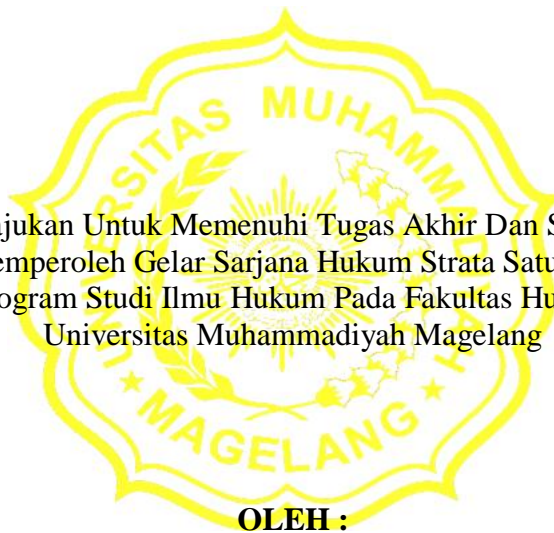 UNIVERSITAS MUHAMMADIYAH
★ MAGELANG ★
ajukan Untuk Memenuhi Tugas Akhir Dan S
emperoleh Gelar Sarjana Hukum Strata Satu
ogram Studi Ilmu Hukum Pada Fakultas Hu
Universitas Muhammadiyah Magelang
OLEH :